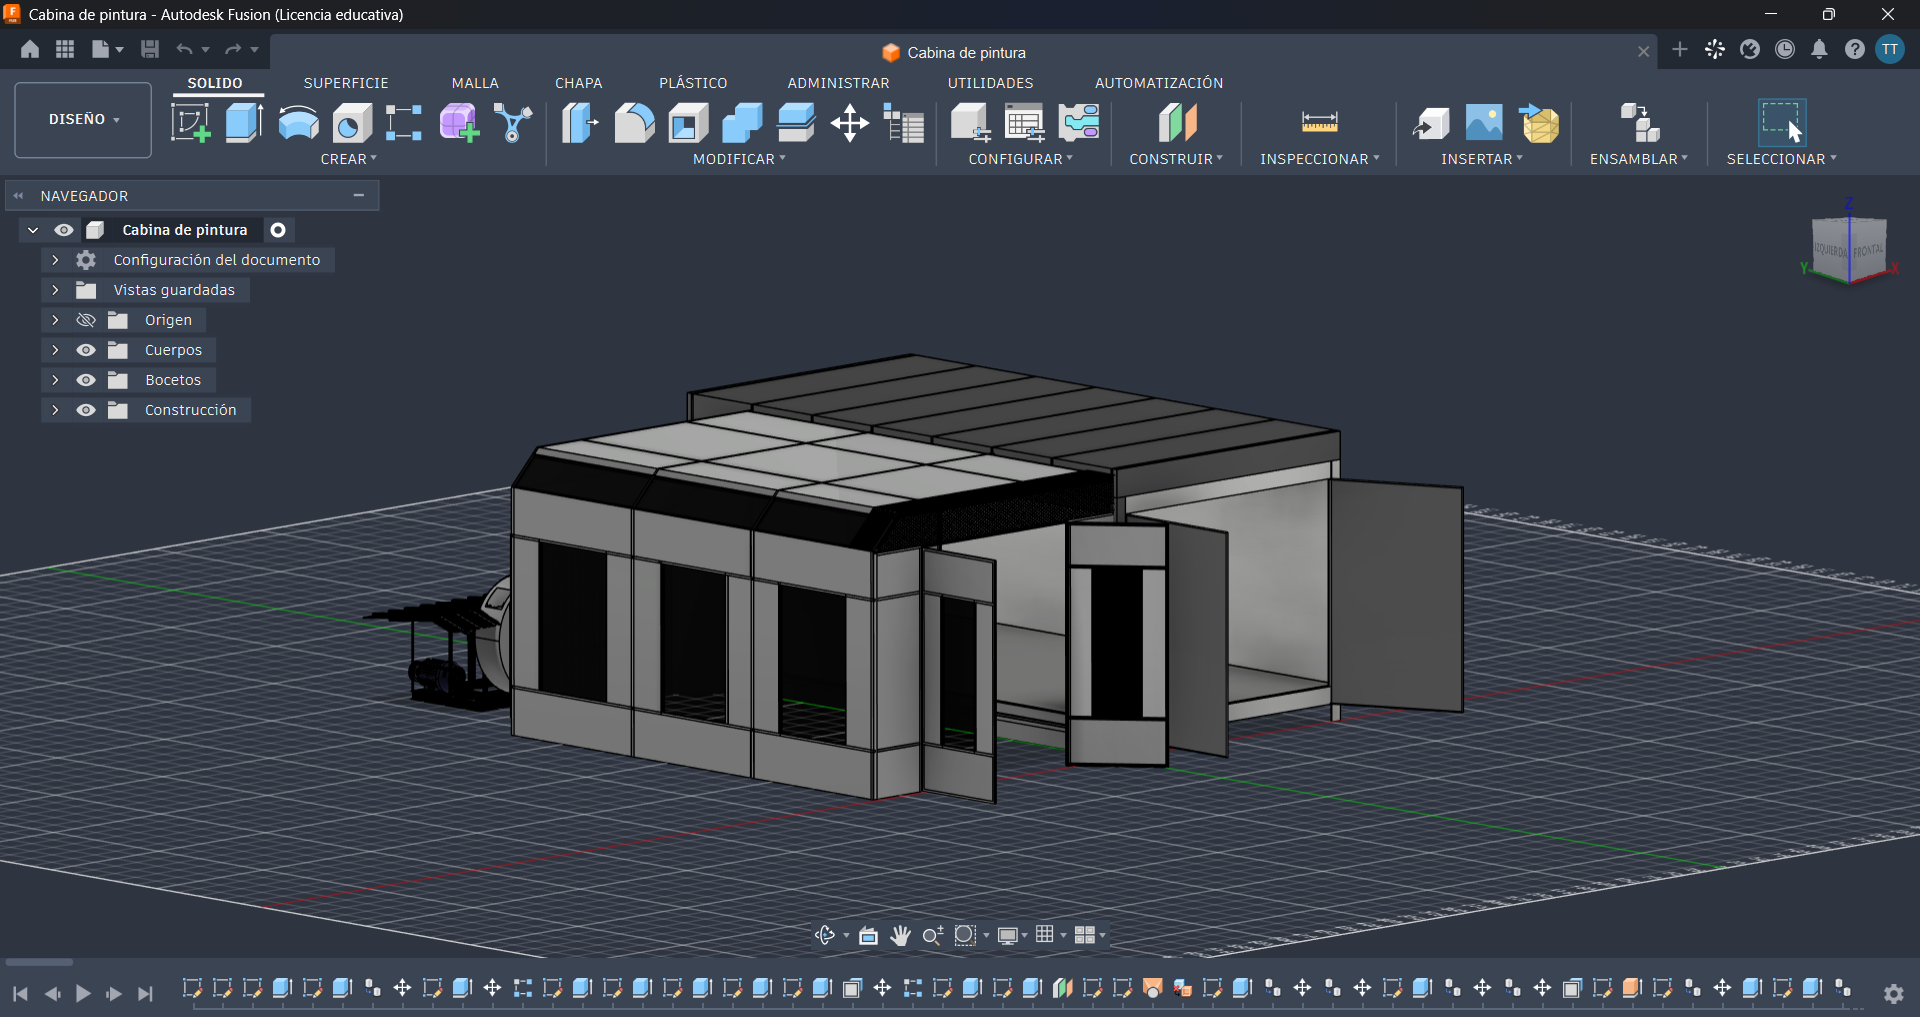 Cabina de pintura - Autodesk Fusion (Licencia educativa)
Cabina de pintura
TT
SOLIDO SUPERFICIE MALLA CHAPA PLÁSTICO ADMINISTRAR UTILIDADES AUTOMATIZACIÓN
DISEÑO
CREAR MODIFICAR CONFIGURAR CONSTRUIR INSPECCIONAR INSERTAR ENSAMBLAR SELECCIONAR
NAVEGADOR
Cabina de pintura
Configuración del documento
Vistas guardadas
Origen
Cuerpos
Bocetos
Construcción
Z
IZQUIERDA FRONTAL
Y X